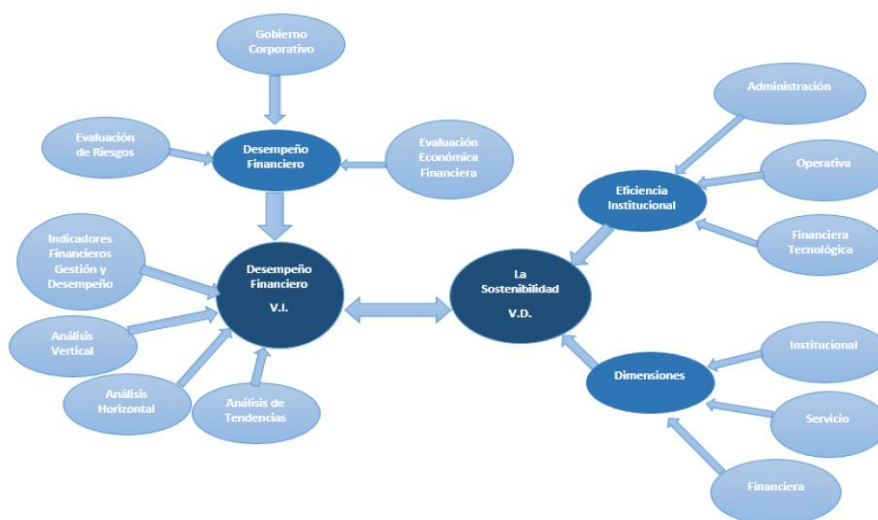 Gobierno
Corporativo
Evaluación
de Riesgos
Desempeño
Financiero
Evaluación
Económica
Financiera
Indicadores
Financieros
Gestión y
Desempeño
Desempeño
Financiero
V.I.
Análisis
Vertical
Análisis
Horizontal
Análisis de
Tendencias
La
Sostenibilidad
V.D.
Eficiencia
Institucional
Administración
Operativa
Financiera
Tecnológica
Dimensiones
Institucional
Servicio
Financiera